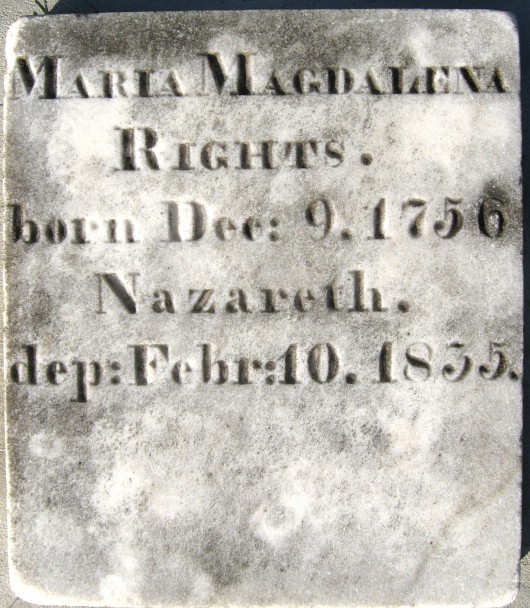 MARIA MAGDALENA
RIGHTS.
born Dec: 9. 1756
Nazareth.
dep: Febr: 10. 1835.